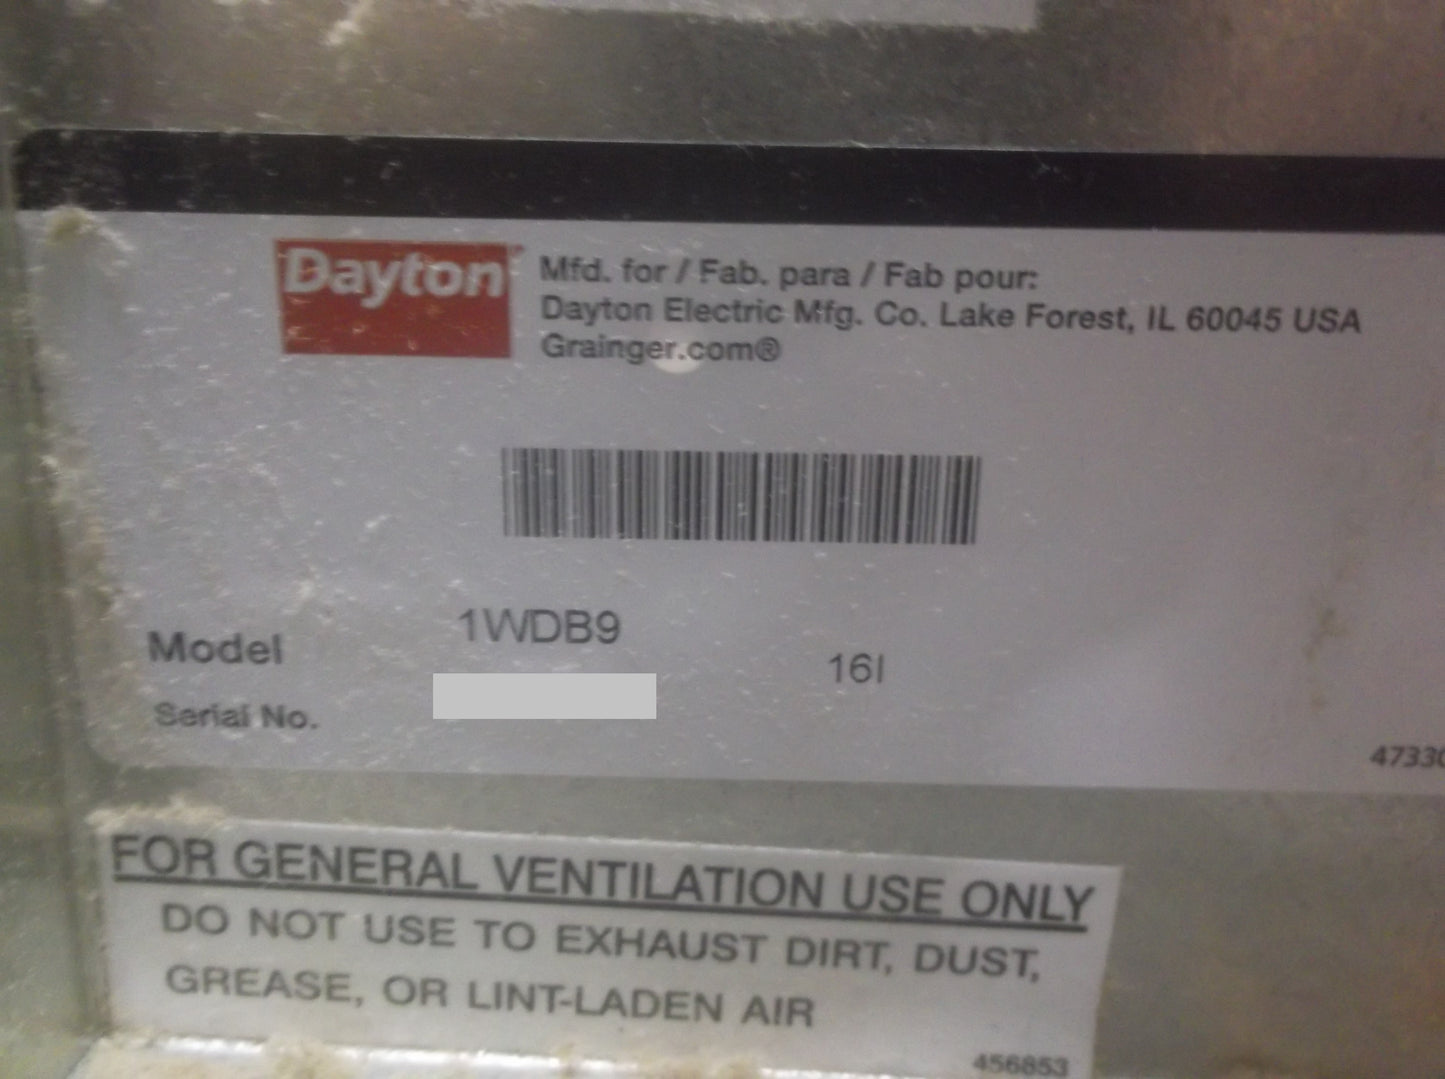 Dayton
Mfd. for / Fab. para / Fab pour:
Dayton Electric Mfg. Co. Lake Forest, IL 60045 USA
Grainger.com®
Model 1WDB9
16I
Serial No.
47330
FOR GENERAL VENTILATION USE ONLY
DO NOT USE TO EXHAUST DIRT, DUST,
GREASE, OR LINT-LADEN AIR
456853